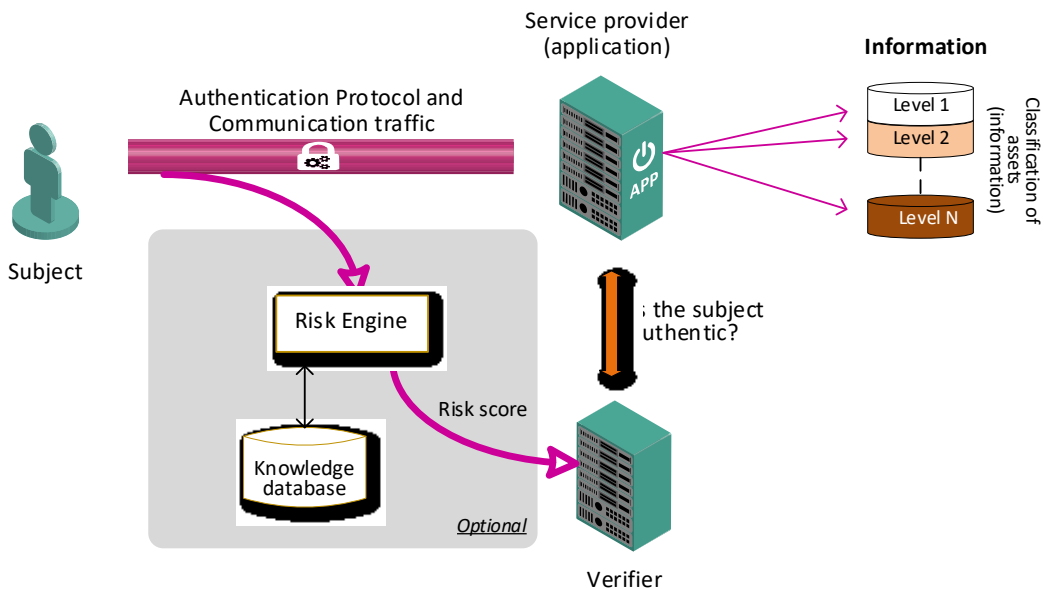 Service provider
(application)
Information
Authentication Protocol and
Communication traffic
Level 1
Level 2
Level N
Classification of
assets
(information)
APP
Subject
Risk Engine
the subject
Risk score
Knowledge
database
Optional
Verifier